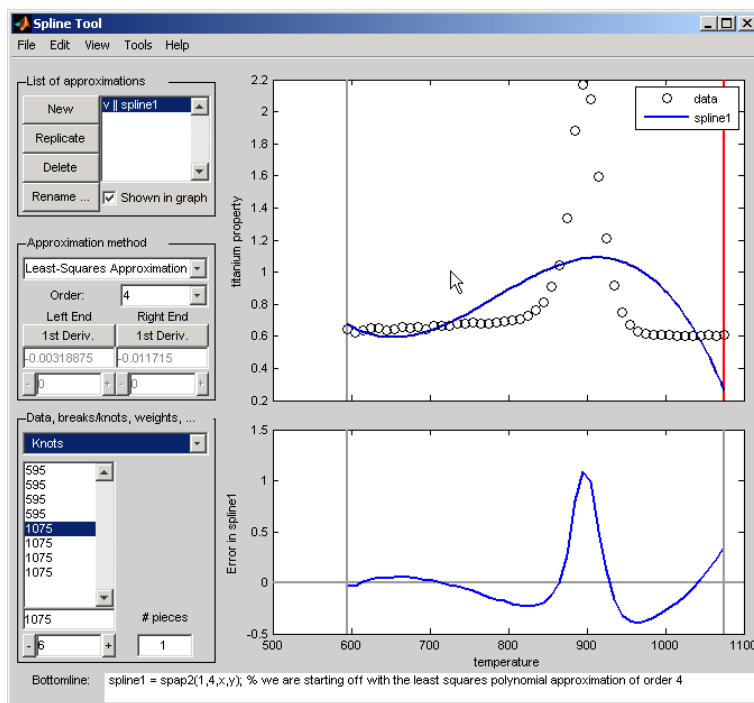 Spline Tool
File Edit View Tools Help
List of approximations
New
Replicate
Delete
Rename ...
v || spline1
Shown in graph
Approximation method
Least-Squares Approximation
Order: 4
Left End Right End
1st Deriv. 1st Deriv.
-0.00318875 -0.011715
- 0 + - 0 +
Data, breaks/knots, weights, ...
Knots
595
595
595
595
1075
1075
1075
1075
1075
# pieces
- 6 +
1
2.2
2
1.8
1.6
1.4
1.2
1
0.8
0.6
0.4
0.2
titanium property
data
spline1
1.5
1
0.5
0
-0.5
Error in spline1
500 600 700 800 900 1000 1100
temperature
Bottomline: spline1 = spap2(1,4,x,y); % we are starting off with the least squares polynomial approximation of order 4